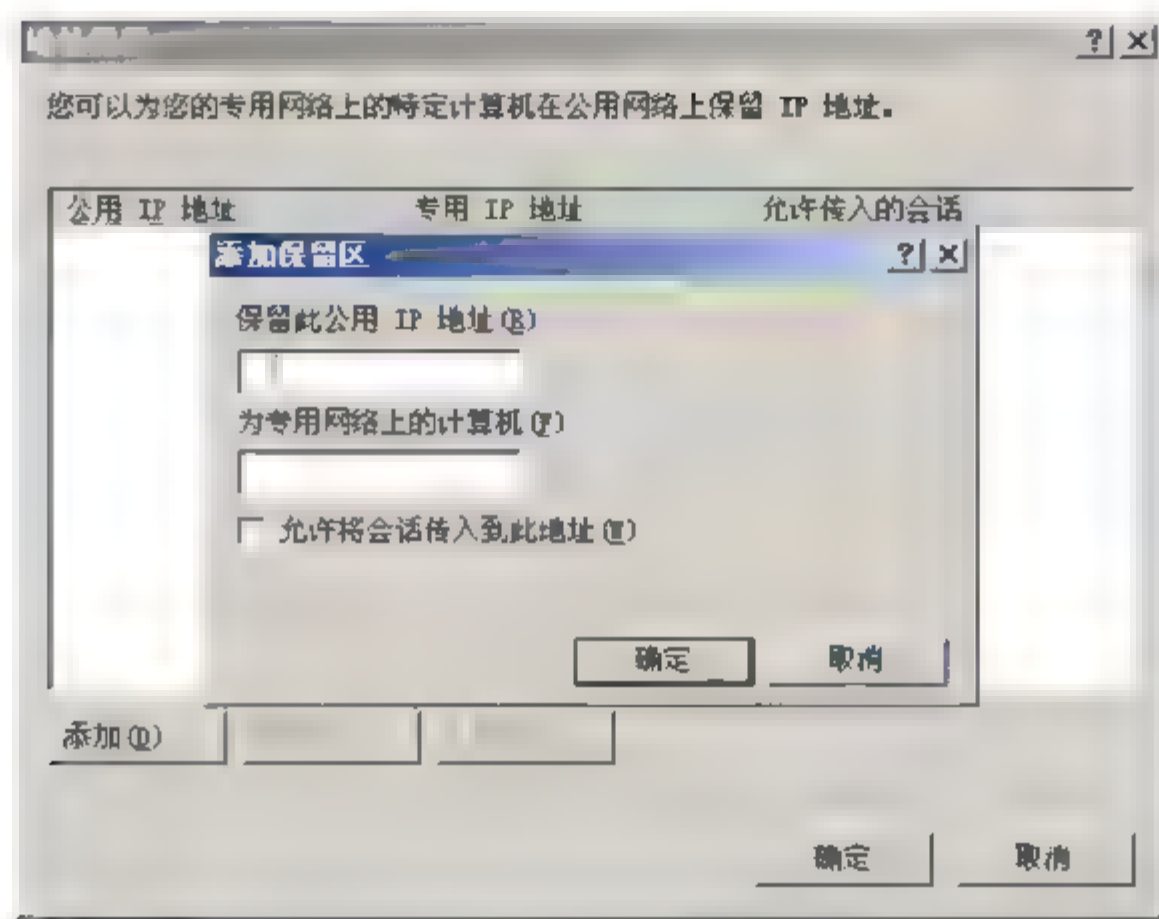 您可以为您的专用网络上的特定计算机在公用网络上保留 IP 地址。
公用 IP 地址 专用 IP 地址 允许传入的会话
添加保留区
保留此公用 IP 地址(R)
为专用网络上的计算机(F)
允许将会话传入到此地址
确定 取消
添加(D)
确定 取消